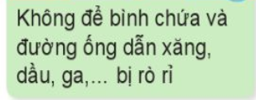 Không để bình chứa và
đường ống dẫn xăng,
dầu, ga,... bị rò rỉ